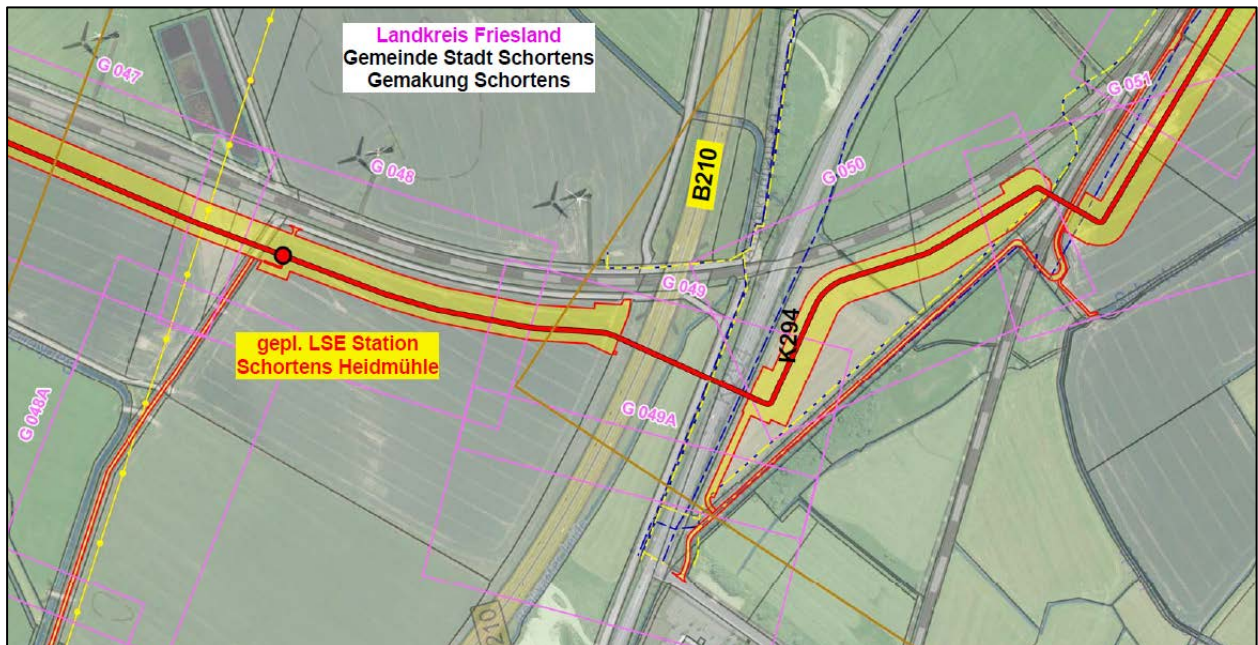 Landkreis Friesland
Gemeinde Stadt Schortens
Gemakung Schortens
G 047
G 048
B210
G 050
G 051
G 049
K294
gepl. LSE Station
Schortens Heidmühle
G 048A
G 049A
210